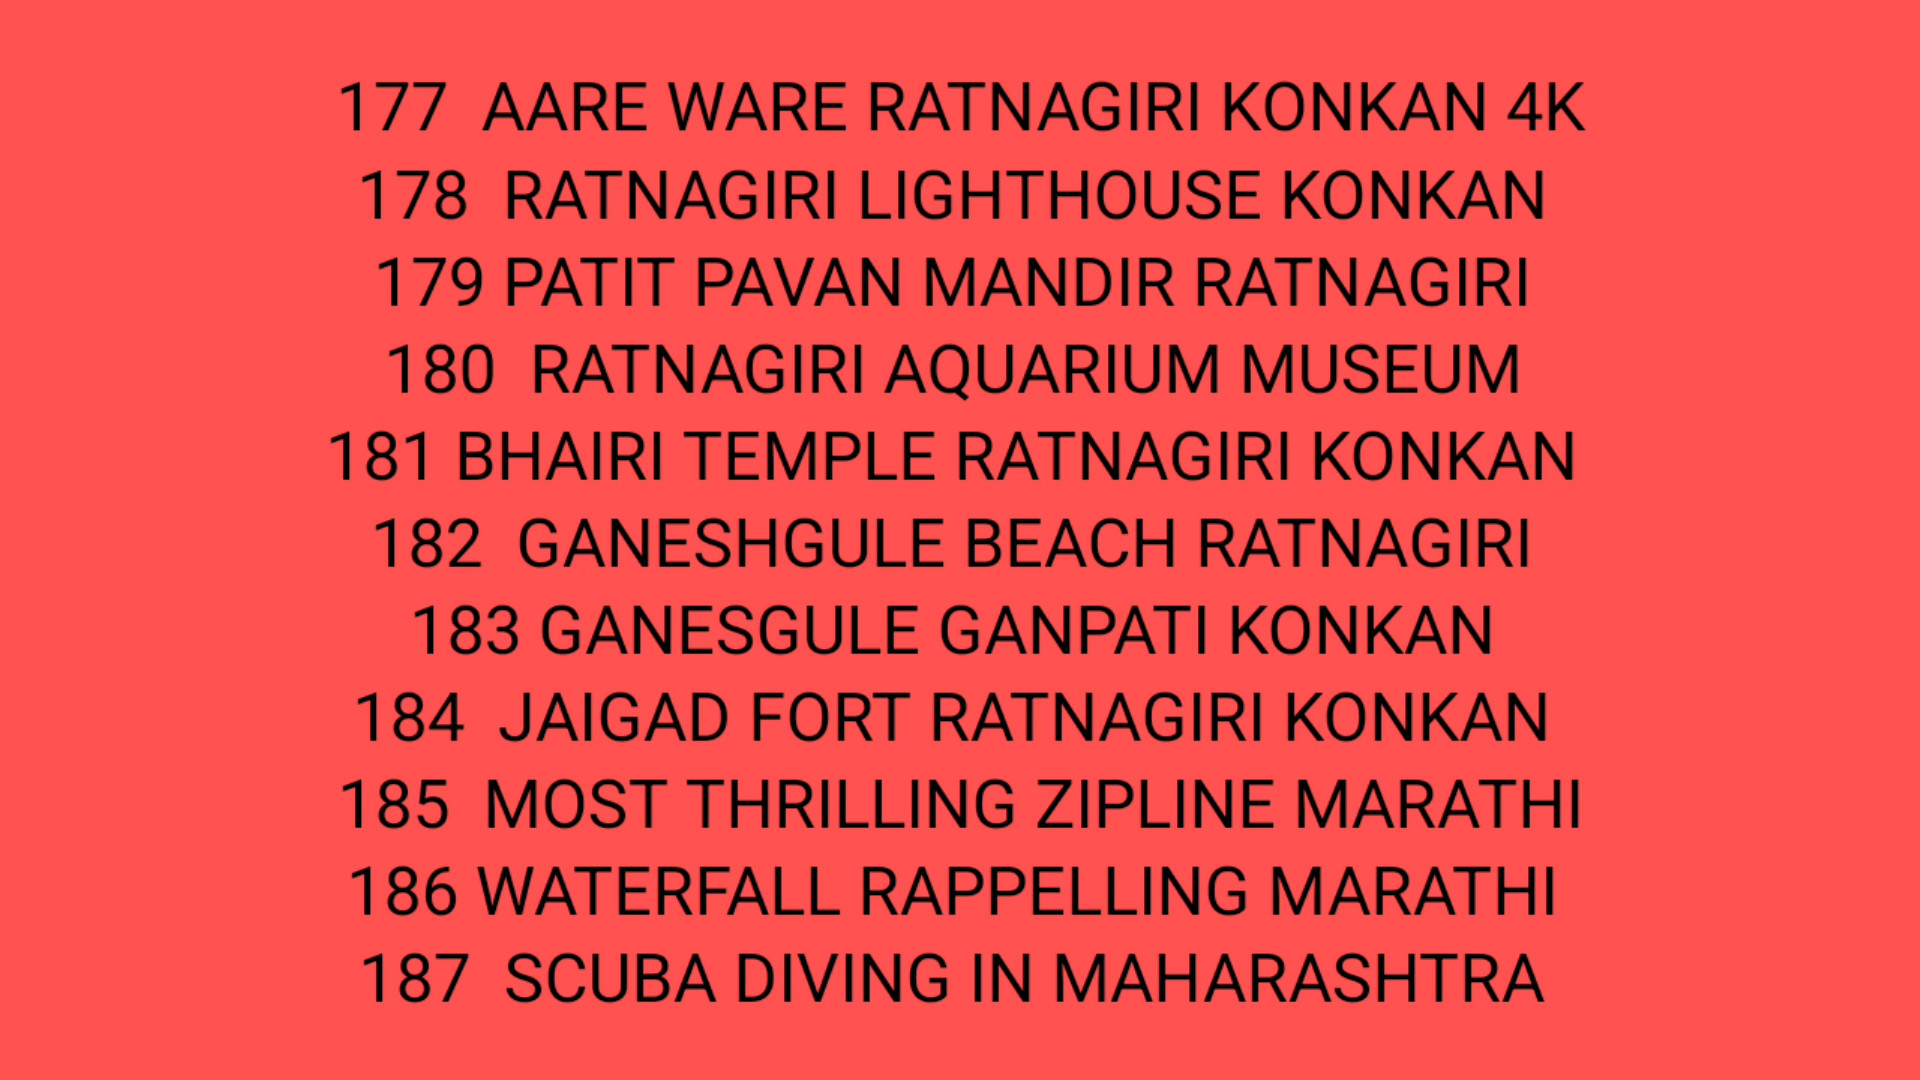 177 AARE WARE RATNAGIRI KONKAN 4K
178 RATNAGIRI LIGHTHOUSE KONKAN
179 PATIT PAVAN MANDIR RATNAGIRI
180 RATNAGIRI AQUARIUM MUSEUM
181 BHAIRI TEMPLE RATNAGIRI KONKAN
182 GANESHGULE BEACH RATNAGIRI
183 GANESGULE GANPATI KONKAN
184 JAIGAD FORT RATNAGIRI KONKAN
185 MOST THRILLING ZIPLINE MARATHI
186 WATERFALL RAPPELLING MARATHI
187 SCUBA DIVING IN MAHARASHTRA